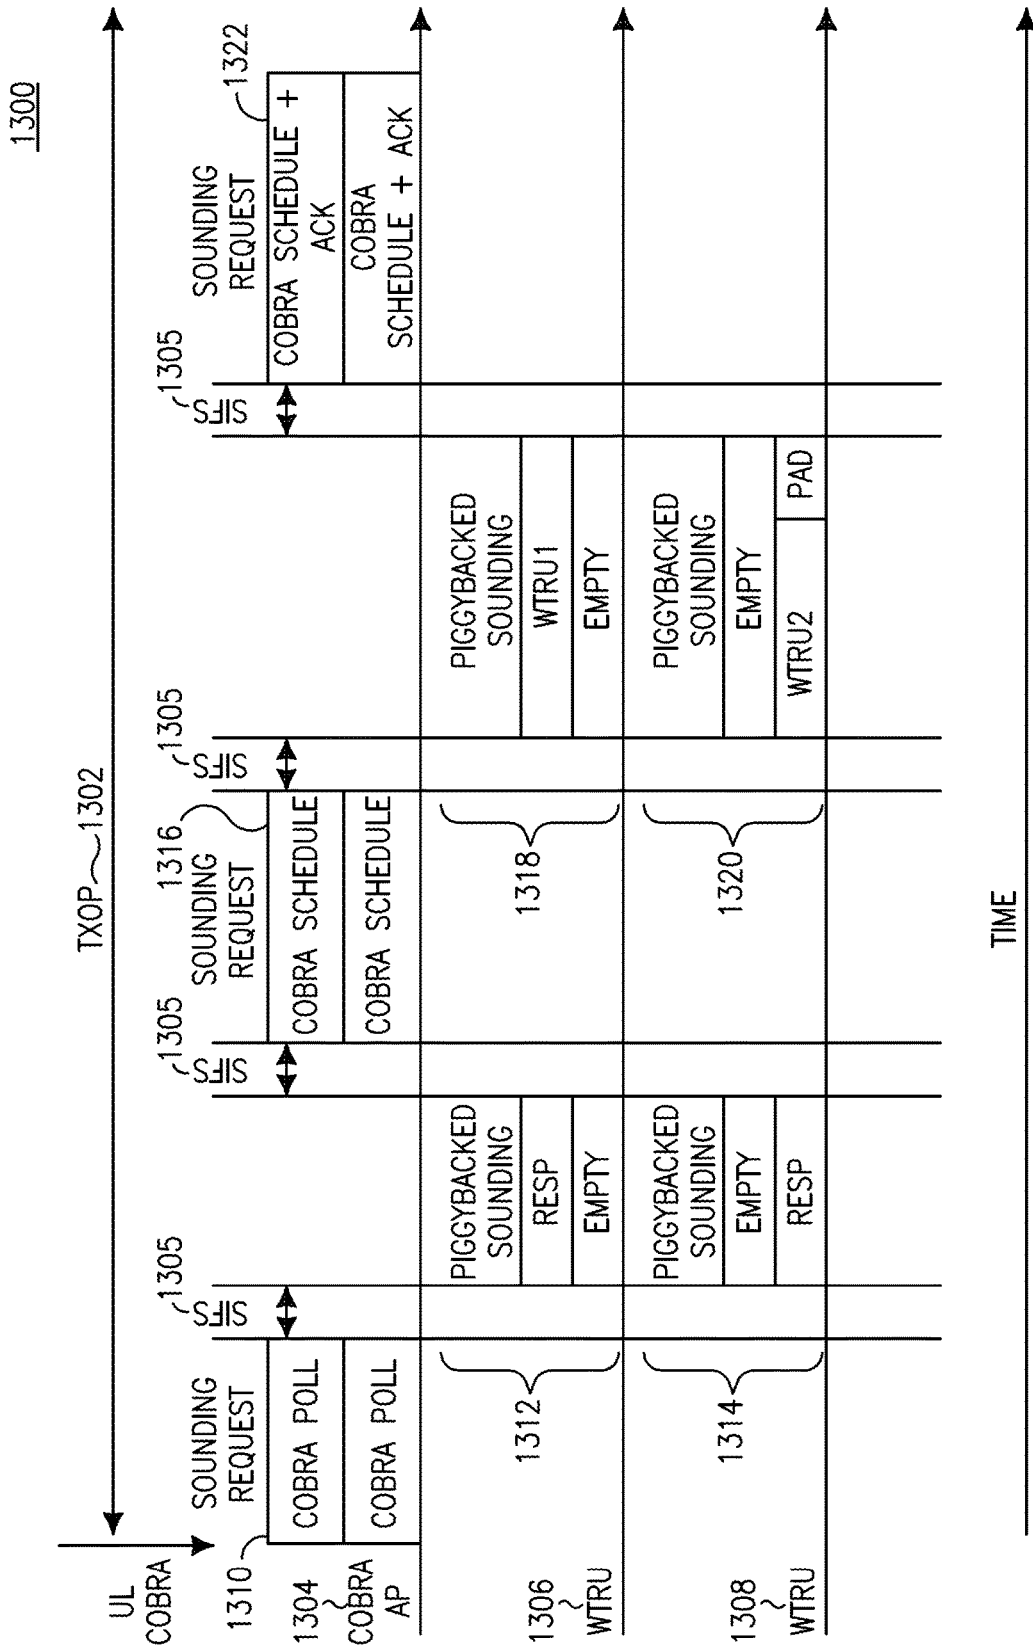 1300
TXOP 1302
UL
COBRA
1310
1304
COBRA
AP
1306
WTRU
1308
WTRU
SOUNDING
REQUEST
COBRA POLL
COBRA POLL
1305
SIFS
1312
1314
PIGGYBACKED
SOUNDING
RESP
EMPTY
PIGGYBACKED
SOUNDING
EMPTY
RESP
1305
SIFS
1316
SOUNDING
REQUEST
COBRA SCHEDULE
COBRA SCHEDULE
1305
SIFS
1318
1320
PIGGYBACKED
SOUNDING
WTRU1
EMPTY
PIGGYBACKED
SOUNDING
EMPTY
WTRU2
PAD
1305
SIFS
SOUNDING
REQUEST
1322
COBRA SCHEDULE +
ACK
COBRA
SCHEDULE + ACK
TIME